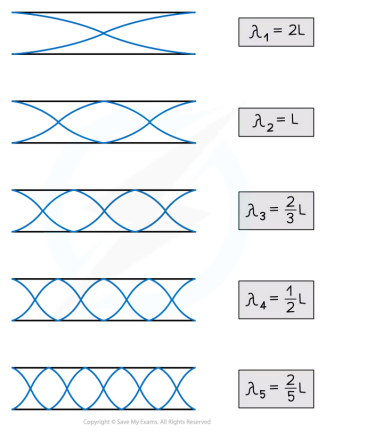 λ₁ = 2L
λ₂ = L
λ₃ = 2/3 L
λ₄ = 1/2 L
λ₅ = 2/5 L
Copyright © Save My Exams. All Rights Reserved